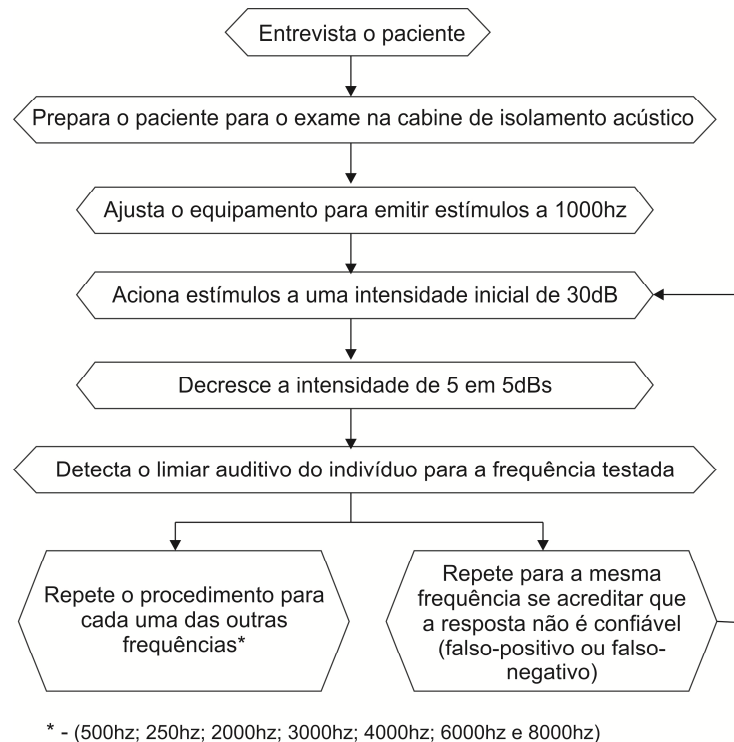 Entrevista o paciente
Prepara o paciente para o exame na cabine de isolamento acústico
Ajusta o equipamento para emitir estímulos a 1000hz
Aciona estímulos a uma intensidade inicial de 30dB
Decresce a intensidade de 5 em 5dBs
Detecta o limiar auditivo do indivíduo para a frequência testada
Repete o procedimento para
cada uma das outras
frequências*
Repete para a mesma
frequência se acreditar que
a resposta não é confiável
(falso-positivo ou falso-
negativo)
* - (500hz; 250hz; 2000hz; 3000hz; 4000hz; 6000hz e 8000hz)